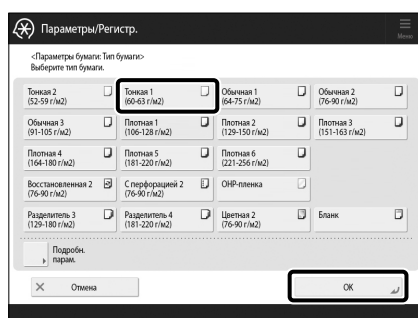 Параметры/Регистр.
Меню
<Параметры бумаги: Тип бумаги>
Выберите тип бумаги.
Тонкая 2
(52-59 г/м2)
Тонкая 1
(60-63 г/м2)
Обычная 1
(64-75 г/м2)
Обычная 2
(76-90 г/м2)
Обычная 3
(91-105 г/м2)
Плотная 1
(106-128 г/м2)
Плотная 2
(129-150 г/м2)
Плотная 3
(151-163 г/м2)
Плотная 4
(164-180 г/м2)
Плотная 5
(181-220 г/м2)
Плотная 6
(221-256 г/м2)
Восстановленная 2
(76-90 г/м2)
С перфорацией 2
(76-90 г/м2)
OHP-пленка
Разделитель 3
(129-180 г/м2)
Разделитель 4
(181-220 г/м2)
Цветная 2
(76-90 г/м2)
Бланк
Подробн.
парам.
Отмена
OK